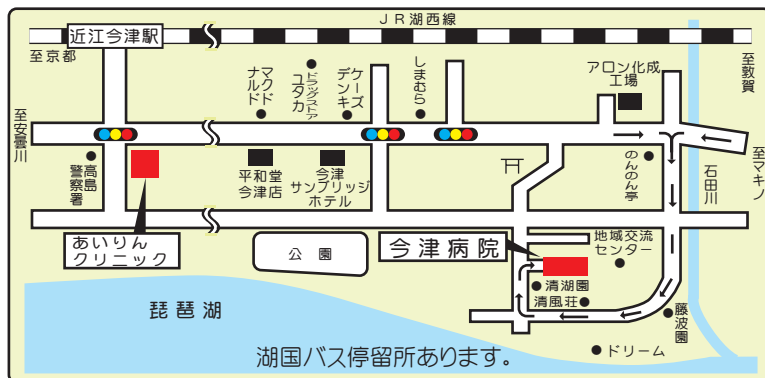 JR湖西線
近江今津駅
至京都
至敦賀
マクド
ナルド
ドラッグストア
ユタカ
ケーズ
デンキ
しまむら
アロン化成
工場
至安曇川
高島
警察署
平和堂
今津店
今津
サンブリッジ
ホテル
のんのん亭
石田川
至マキノ
あいりん
クリニック
公園
今津病院
地域交流
センター
清湖園
清風荘
藤波園
琵琶湖
湖国バス停留所あります。
ドリーム